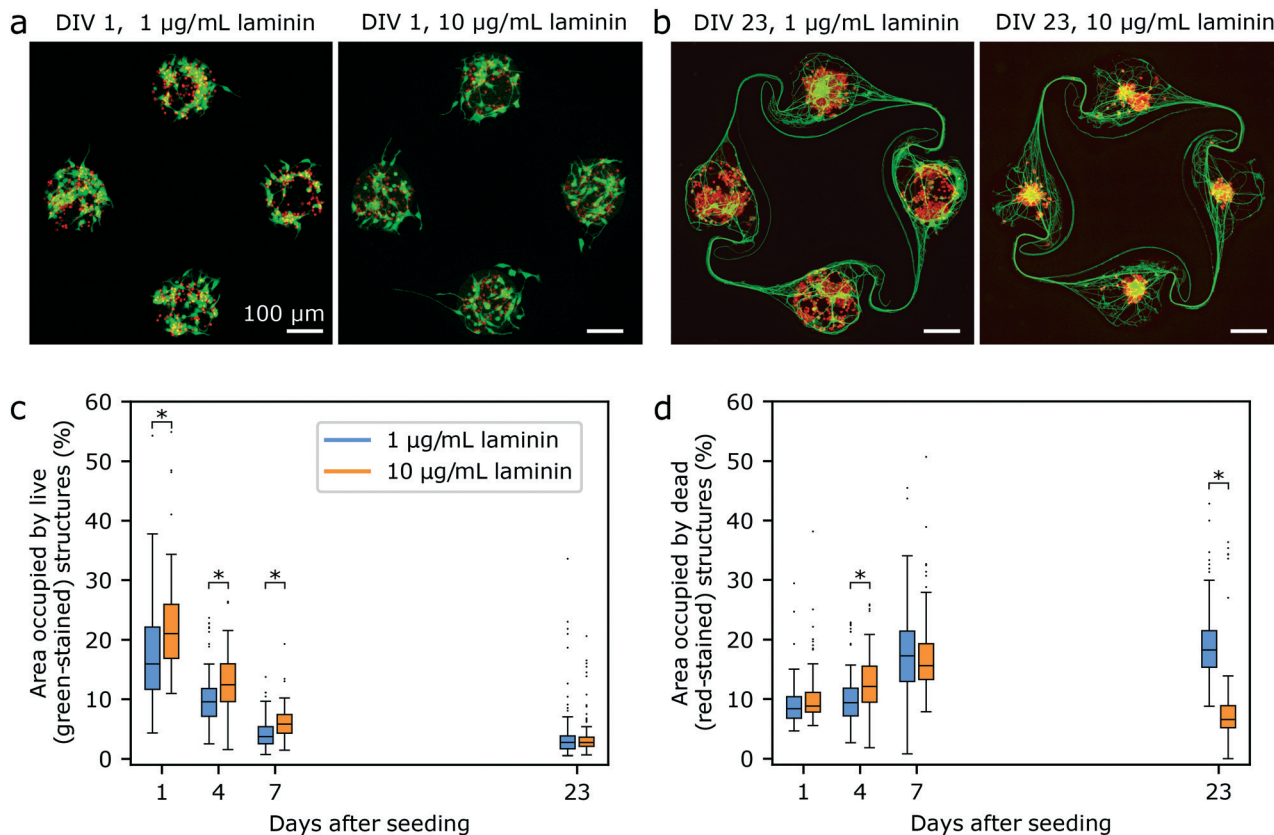 a
DIV 1, 1 µg/mL laminin
DIV 1, 10 µg/mL laminin
100 µm
b
DIV 23, 1 µg/mL laminin
DIV 23, 10 µg/mL laminin
c
Area occupied by live
(green-stained) structures (%)
60
50
40
30
20
10
0
*
*
*
1 µg/mL laminin
10 µg/mL laminin
1 4 7 23
Days after seeding
d
Area occupied by dead
(red-stained) structures (%)
60
50
40
30
20
10
0
*
*
1 4 7 23
Days after seeding